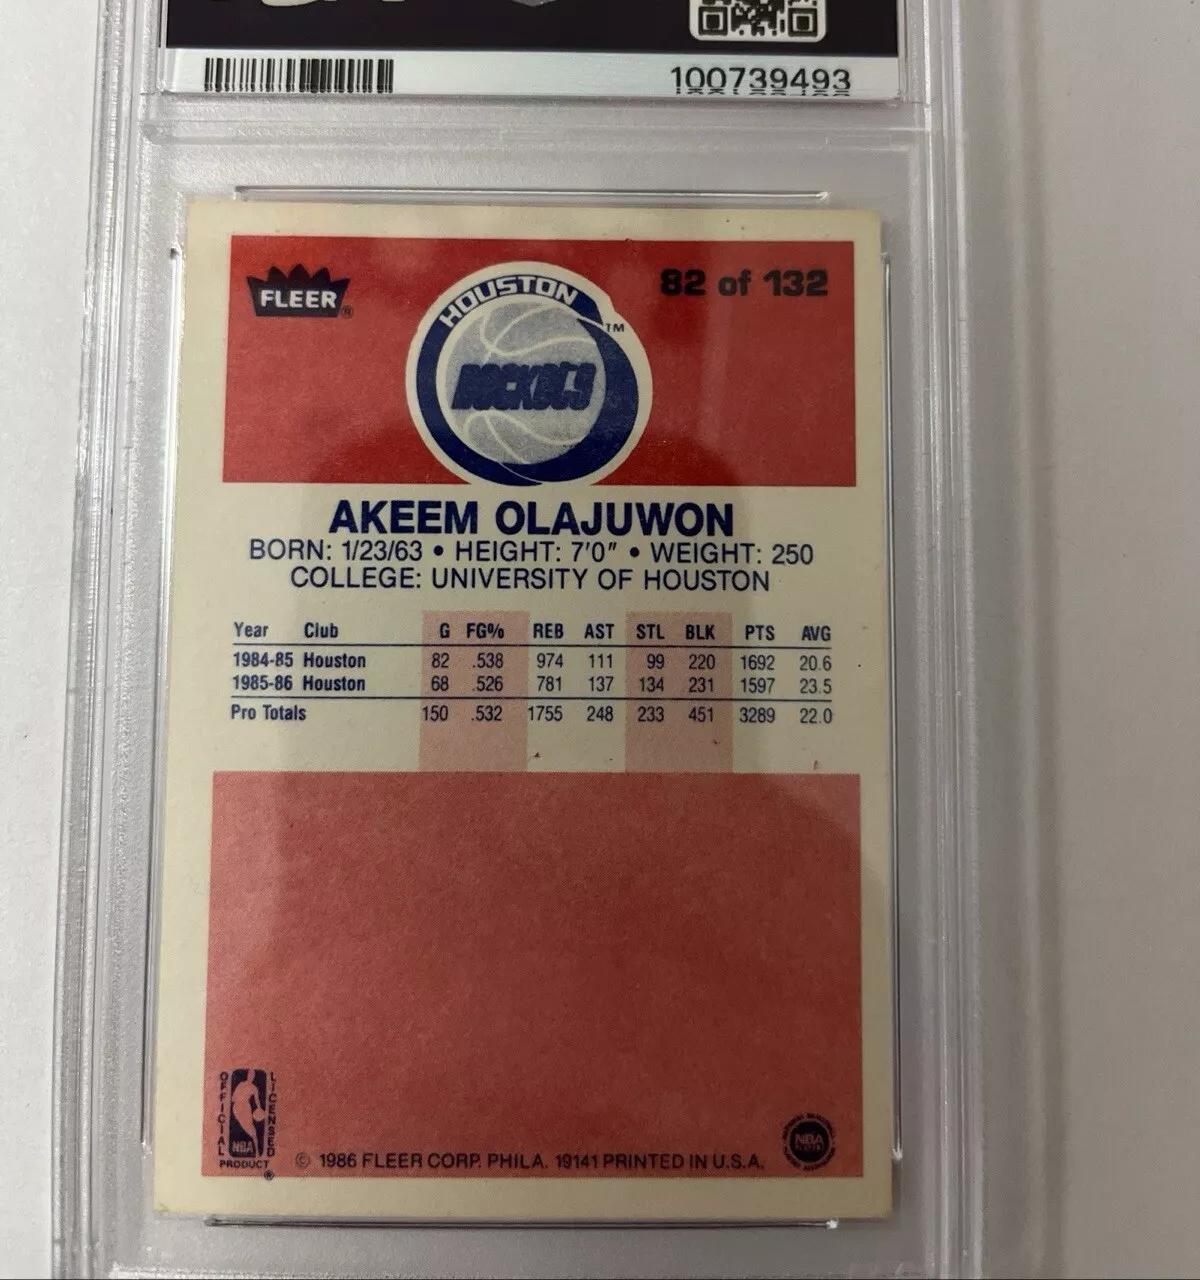 100739493
FLEER®
HOUSTON
ROCKETS
TM
82 of 132
AKEEM OLAJUWON
BORN: 1/23/63 • HEIGHT: 7'0" • WEIGHT: 250
COLLEGE: UNIVERSITY OF HOUSTON
Year Club G FG% REB AST STL BLK PTS AVG
1984-85 Houston 82 .538 974 111 99 220 1692 20.6
1985-86 Houston 68 .526 781 137 134 231 1597 23.5
Pro Totals 150 .532 1755 248 233 451 3289 22.0
OFFICIAL
LICENSED
NBA
PRODUCT
®
© 1986 FLEER CORP. PHILA. 19141 PRINTED IN U.S.A.
NBA